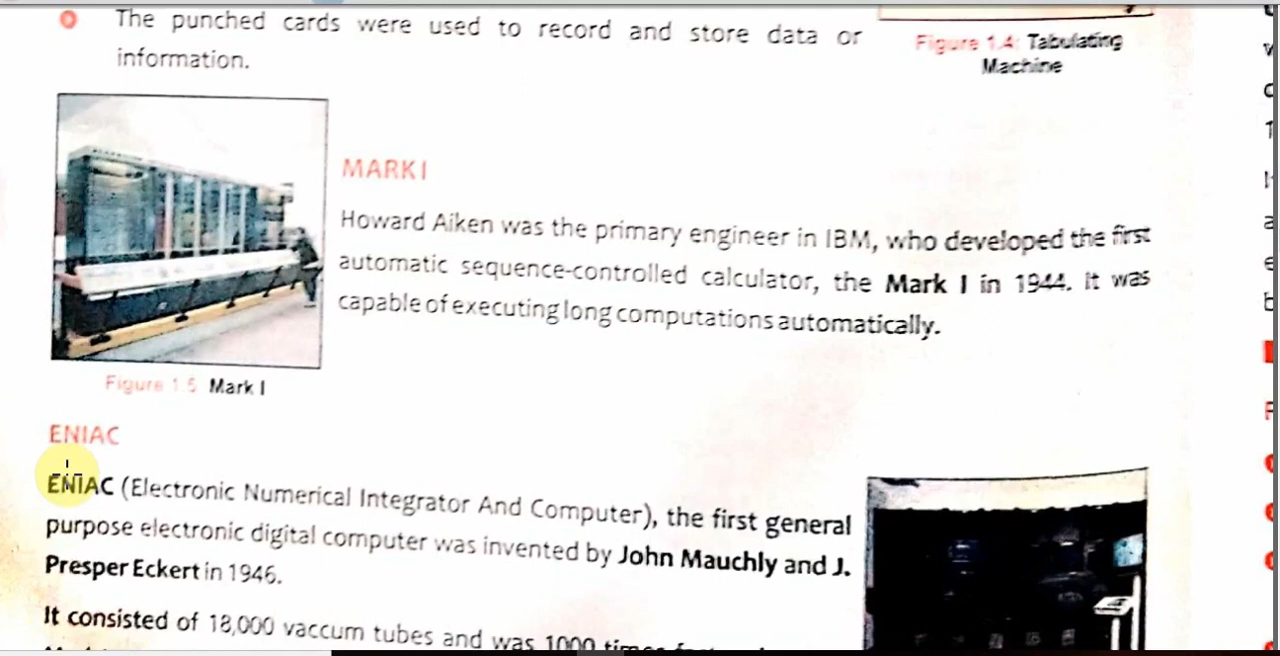 The punched cards were used to record and store data or
information.
Figure 1.4: Tabulating
Machine
MARK I
Howard Aiken was the primary engineer in IBM, who developed the first
automatic sequence-controlled calculator, the Mark I in 1944. It was
capable of executing long computations automatically.
Figure 1.5 Mark I
ENIAC
ENIAC (Electronic Numerical Integrator And Computer), the first general
purpose electronic digital computer was invented by John Mauchly and J.
Presper Eckert in 1946.
It consisted of 18,000 vaccum tubes and was 1000 times